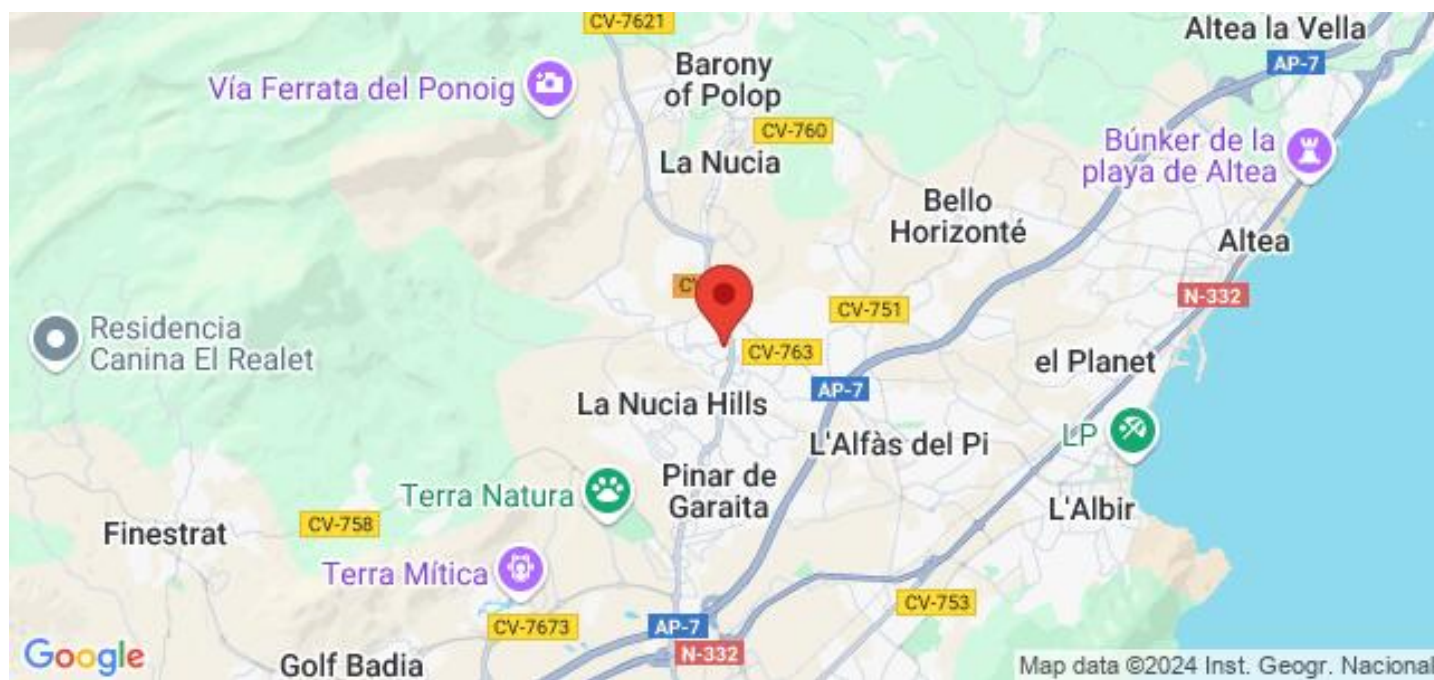 CV-7621
Altea la Vella
AP-7
Barony
of Polop
Vía Ferrata del Ponoig
CV-760
Búnker de la
playa de Altea
La Nucia
Bello
Horizonté
Altea
N-332
CV-751
Residencia
Canina El Realet
CV-763
el Planet
AP-7
La Nucia Hills
L'Alfàs del Pi
LP
Pinar de
Garaita
Terra Natura
L'Albir
CV-758
Finestrat
Terra Mítica
CV-753
CV-7673
AP-7
N-332
Google
Golf Badia
Map data ©2024 Inst. Geogr. Nacional